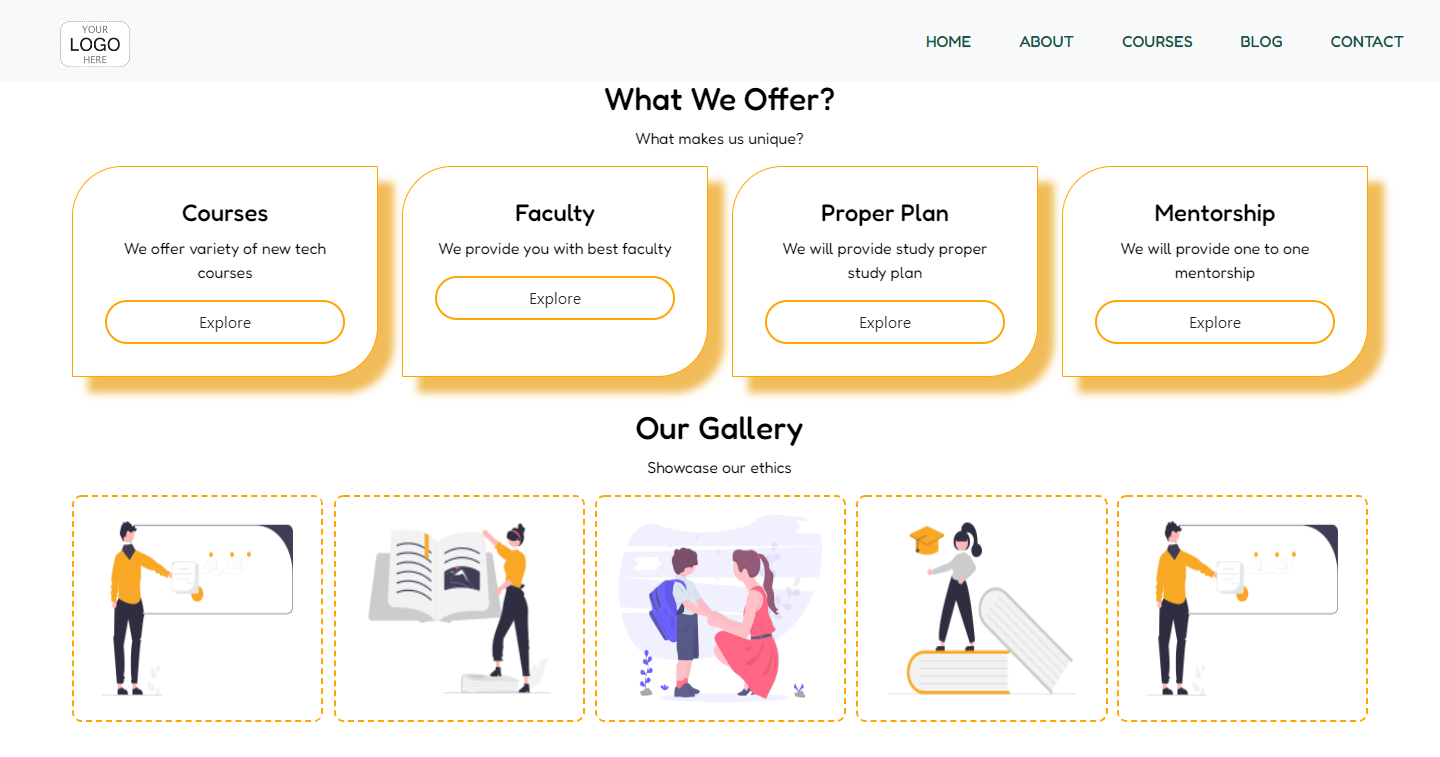 YOUR
LOGO
HERE
HOME ABOUT COURSES BLOG CONTACT
What We Offer?
What makes us unique?
Courses
We offer variety of new tech
courses
Explore
Faculty
We provide you with best faculty
Explore
Proper Plan
We will provide study proper
study plan
Explore
Mentorship
We will provide one to one
mentorship
Explore
Our Gallery
Showcase our ethics